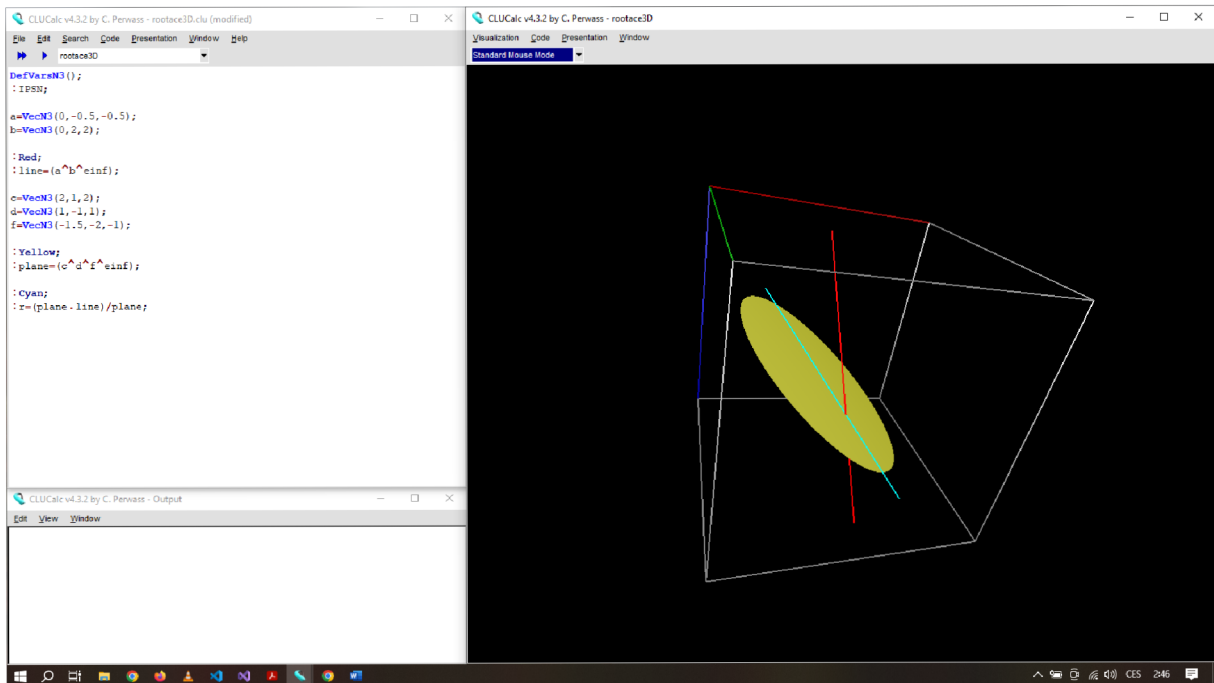 CLUCalc v4.3.2 by C. Perwass - rootace3D.clu (modified)
File Edit Search Code Presentation Window Help
rootace3D
DefVarsN3();
:IPSN;
a=VecN3(0,-0.5,-0.5);
b=VecN3(0,2,2);
:Red;
:line=(a^b^einf);
c=VecN3(2,1,2);
d=VecN3(1,-1,1);
f=VecN3(-1.5,-2,-1);
:Yellow;
:plane=(c^d^f^einf);
:Cyan;
:r=(plane.line)/plane;
CLUCalc v4.3.2 by C. Perwass - Output
Edit View Window
CLUCalc v4.3.2 by C. Perwass - rootace3D
Visualization Code Presentation Window
Standard Mouse Mode
CES 2:46